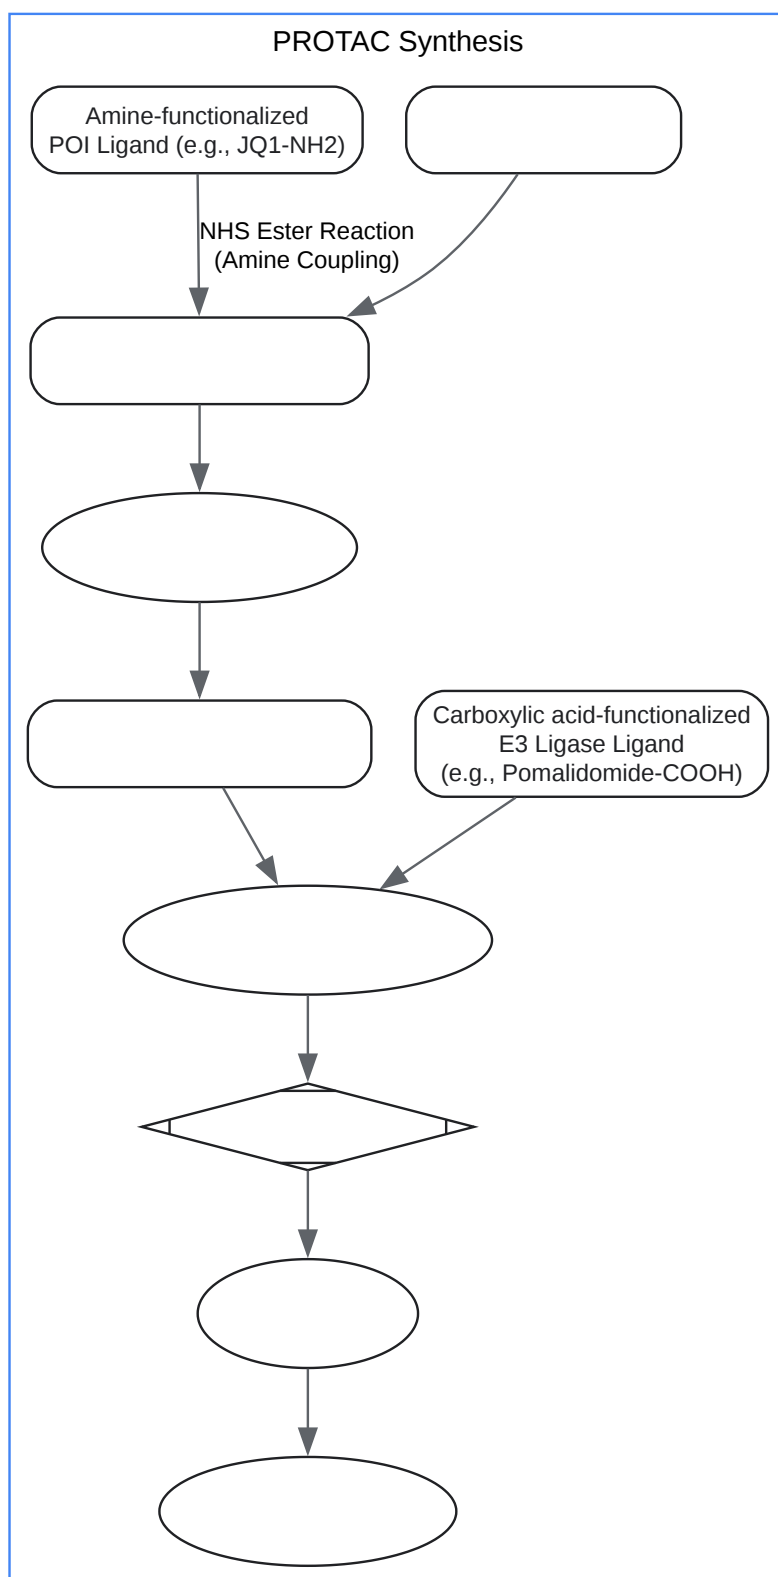 PROTAC Synthesis
Amine-functionalized
POI Ligand (e.g., JQ1-NH2)
NHS Ester Reaction
(Amine Coupling)
Carboxylic acid-functionalized
E3 Ligase Ligand
(e.g., Pomalidomide-COOH)